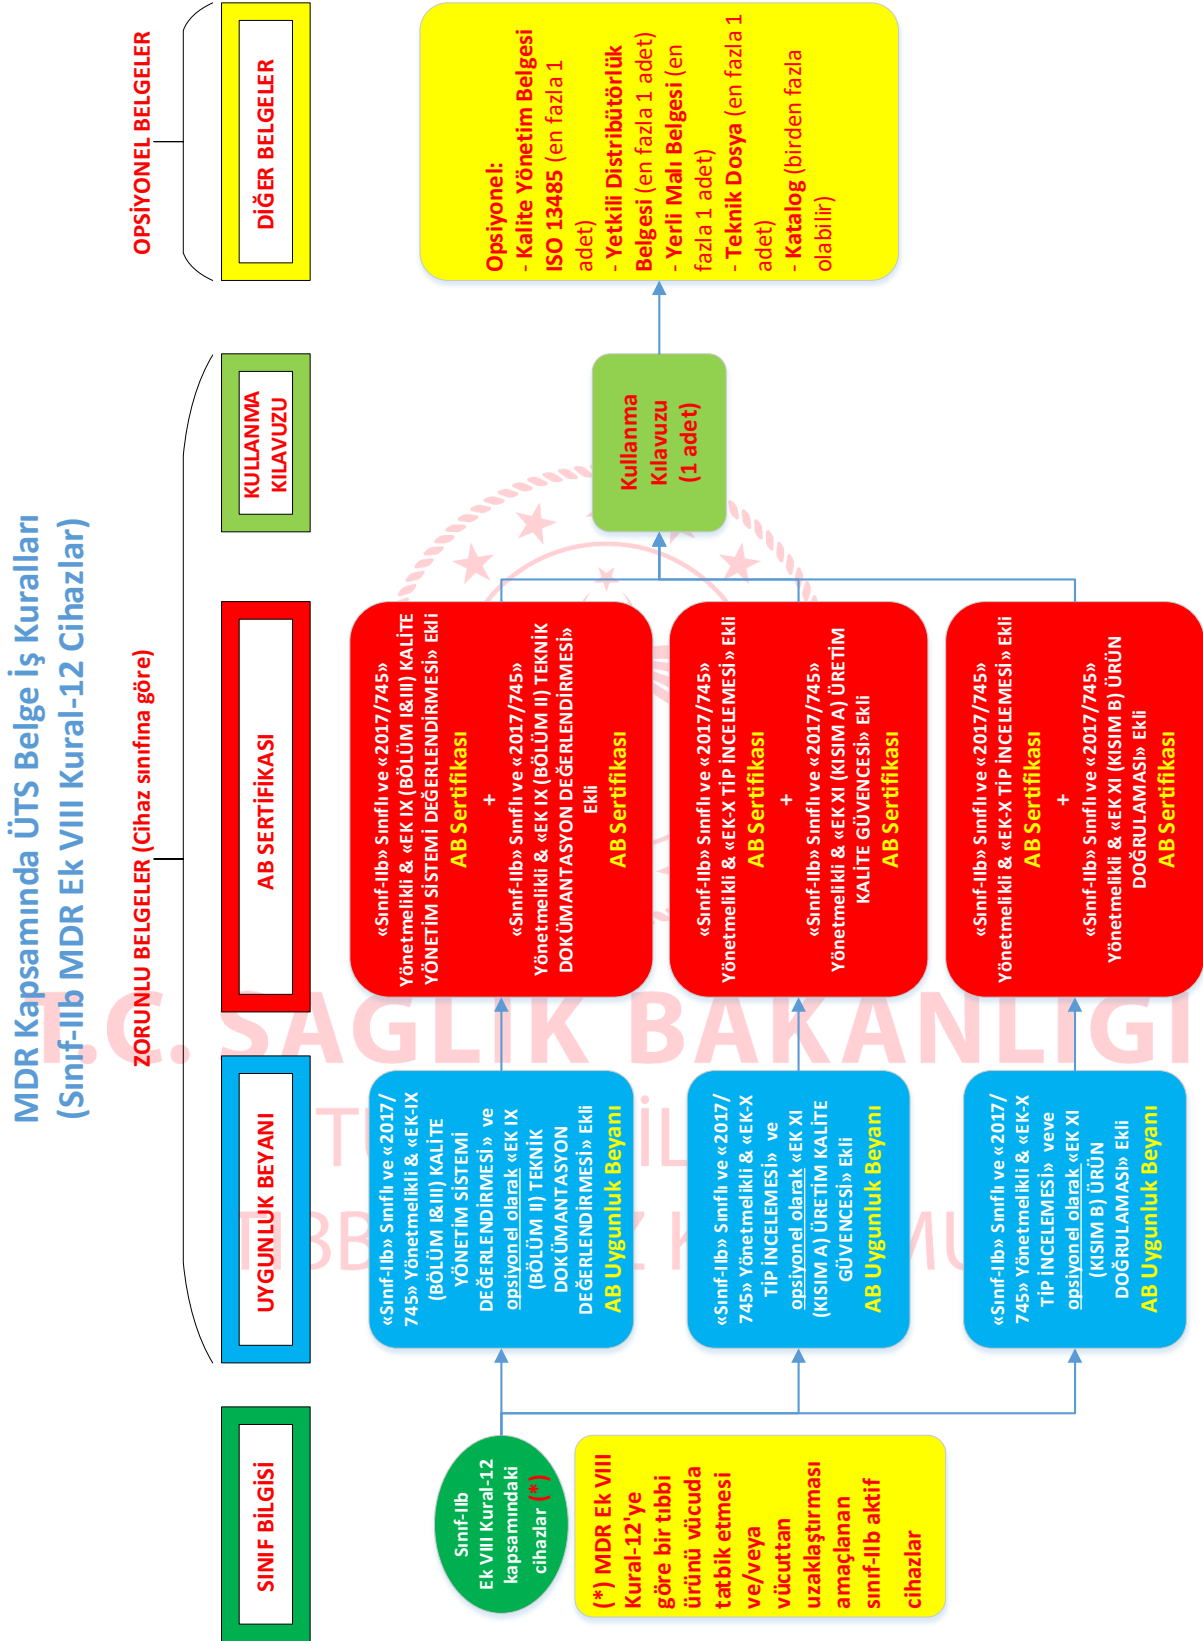 MDR Kapsamında ÜTS Belge İş Kuralları
(Sınıf-IIb MDR Ek VIII Kural-12 Cihazlar)
ZORUNLU BELGELER (Cihaz sınıfına göre)
OPSİYONEL BELGELER
SINIF BİLGİSİ
UYGUNLUK BEYANI
AB SERTİFİKASI
KULLANMA
KILAVUZU
DİĞER BELGELER
Sınıf-IIb
Ek VIII Kural-12
kapsamındaki
cihazlar (*)
(*) MDR Ek VIII
Kural-12'ye
göre bir tıbbi
ürünü vücuda
tatbik etmesi
ve/veya
vücuttan
uzaklaştırması
amaçlanan
sınıf-IIb aktif
cihazlar
«Sınıf-IIb» Sınıflı ve «2017/
745» Yönetmelikli & «EK-IX
(BÖLÜM I&III) KALİTE
YÖNETİM SİSTEMİ
DEĞERLENDİRMESİ» ve
opsiyonel olarak «EK IX
(BÖLÜM II) TEKNİK
DOKÜMANTASYON
DEĞERLENDİRMESİ» Ekli
AB Uygunluk Beyanı
«Sınıf-IIb» Sınıflı ve «2017/
745» Yönetmelikli & «EK-X
TİP İNCELEMESİ» ve
opsiyonel olarak «EK XI
(KISIM A) ÜRETİM KALİTE
GÜVENCESİ» Ekli
AB Uygunluk Beyanı
«Sınıf-IIb» Sınıflı ve «2017/
745» Yönetmelikli & «EK-X
TİP İNCELEMESİ» veve
opsiyonel olarak «EK XI
(KISIM B) ÜRÜN
DOĞRULAMASI» Ekli
AB Uygunluk Beyanı
«Sınıf-IIb» Sınıflı ve «2017/745»
Yönetmelikli & «EK IX (BÖLÜM I&III) KALİTE
YÖNETİM SİSTEMİ DEĞERLENDİRMESİ» Ekli
AB Sertifikası
+
«Sınıf-IIb» Sınıflı ve «2017/745»
Yönetmelikli & «EK IX (BÖLÜM II) TEKNİK
DOKÜMANTASYON DEĞERLENDİRMESİ»
Ekli
AB Sertifikası
«Sınıf-IIb» Sınıflı ve «2017/745»
Yönetmelikli & «EK-X TİP İNCELEMESİ» Ekli
AB Sertifikası
+
«Sınıf-IIb» Sınıflı ve «2017/745»
Yönetmelikli & «EK XI (KISIM A) ÜRETİM
KALİTE GÜVENCESİ» Ekli
AB Sertifikası
«Sınıf-IIb» Sınıflı ve «2017/745»
Yönetmelikli & «EK-X TİP İNCELEMESİ» Ekli
AB Sertifikası
+
«Sınıf-IIb» Sınıflı ve «2017/745»
Yönetmelikli & «EK XI (KISIM B) ÜRÜN
DOĞRULAMASI» Ekli
AB Sertifikası
Kullanma
Kılavuzu
(1 adet)
Opsiyonel:
- Kalite Yönetim Belgesi
ISO 13485 (en fazla 1
adet)
- Yetkili Distribütörlük
Belgesi (en fazla 1 adet)
- Yerli Malı Belgesi (en
fazla 1 adet)
- Teknik Dosya (en fazla 1
adet)
- Katalog (birden fazla
olabilir)
T.C. SAĞLIK BAKANLIĞI